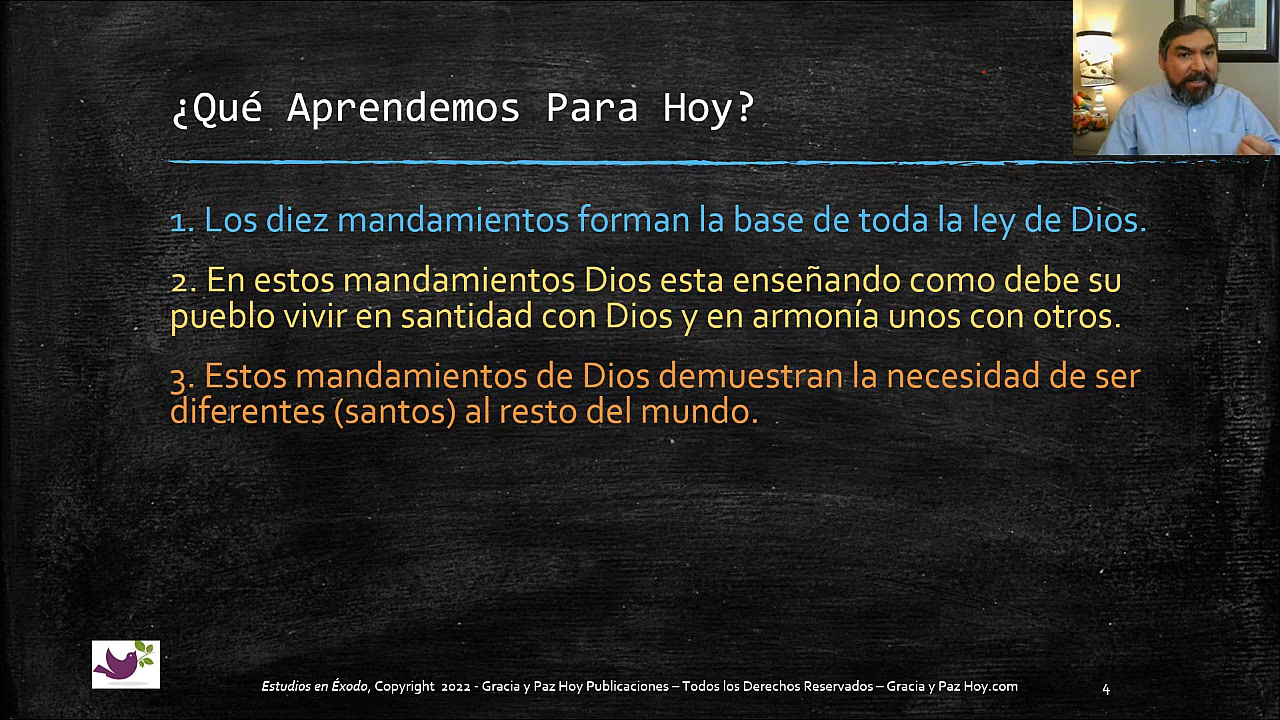 ¿Qué Aprendemos Para Hoy?
1. Los diez mandamientos forman la base de toda la ley de Dios.
2. En estos mandamientos Dios esta enseñando como debe su
pueblo vivir en santidad con Dios y en armonía unos con otros.
3. Estos mandamientos de Dios demuestran la necesidad de ser
diferentes (santos) al resto del mundo.
Estudios en Éxodo, Copyright 2022 - Gracia y Paz Hoy Publicaciones – Todos los Derechos Reservados – Gracia y Paz Hoy.com
4